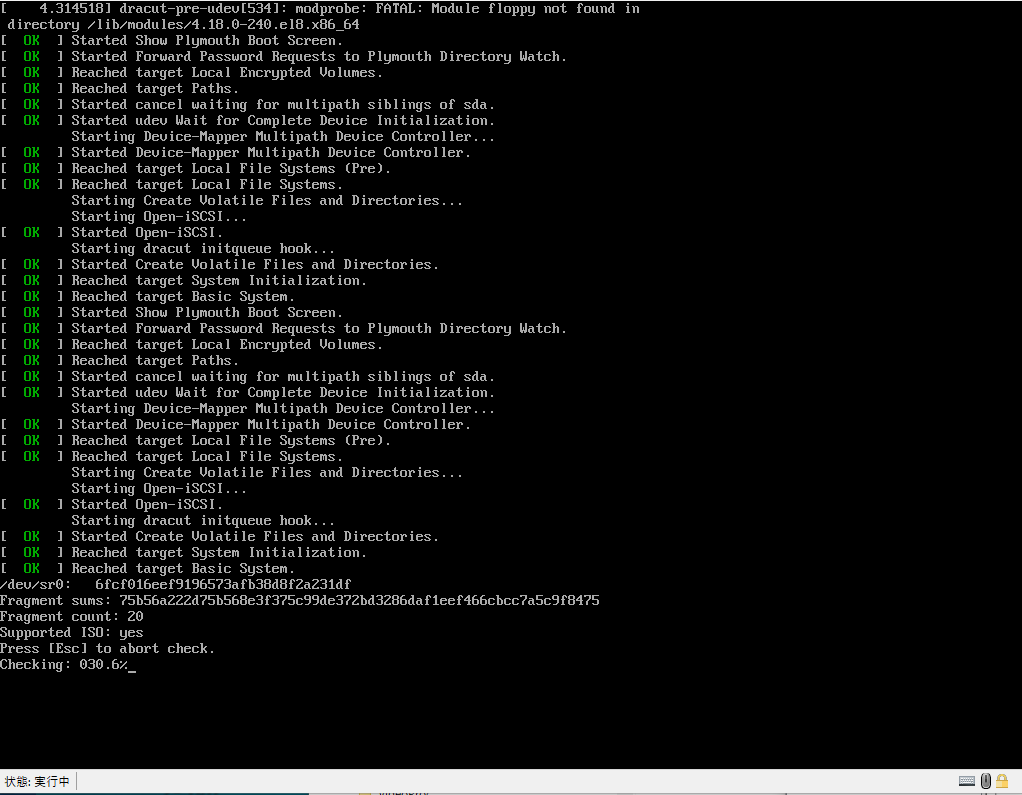 [    4.314518] dracut-pre-udev[534]: modprobe: FATAL: Module floppy not found in
 directory /lib/modules/4.18.0-240.el8.x86_64
[  OK  ] Started Show Plymouth Boot Screen.
[  OK  ] Started Forward Password Requests to Plymouth Directory Watch.
[  OK  ] Reached target Local Encrypted Volumes.
[  OK  ] Reached target Paths.
[  OK  ] Started cancel waiting for multipath siblings of sda.
[  OK  ] Started udev Wait for Complete Device Initialization.
         Starting Device-Mapper Multipath Device Controller...
[  OK  ] Started Device-Mapper Multipath Device Controller.
[  OK  ] Reached target Local File Systems (Pre).
[  OK  ] Reached target Local File Systems.
         Starting Create Volatile Files and Directories...
         Starting Open-iSCSI...
[  OK  ] Started Open-iSCSI.
         Starting dracut initqueue hook...
[  OK  ] Started Create Volatile Files and Directories.
[  OK  ] Reached target System Initialization.
[  OK  ] Reached target Basic System.
[  OK  ] Started Show Plymouth Boot Screen.
[  OK  ] Started Forward Password Requests to Plymouth Directory Watch.
[  OK  ] Reached target Local Encrypted Volumes.
[  OK  ] Reached target Paths.
[  OK  ] Started cancel waiting for multipath siblings of sda.
[  OK  ] Started udev Wait for Complete Device Initialization.
         Starting Device-Mapper Multipath Device Controller...
[  OK  ] Started Device-Mapper Multipath Device Controller.
[  OK  ] Reached target Local File Systems (Pre).
[  OK  ] Reached target Local File Systems.
         Starting Create Volatile Files and Directories...
         Starting Open-iSCSI...
[  OK  ] Started Open-iSCSI.
         Starting dracut initqueue hook...
[  OK  ] Started Create Volatile Files and Directories.
[  OK  ] Reached target System Initialization.
[  OK  ] Reached target Basic System.
/dev/sr0:   6fcf016eef9196573afb38d8f2a231df
Fragment sums: 75b56a222d75b568e3f375c99de372bd3286daf1eef466cbcc7a5c9f8475
Fragment count: 20
Supported ISO: yes
Press [Esc] to abort check.
Checking: 030.6%_
状態: 実行中